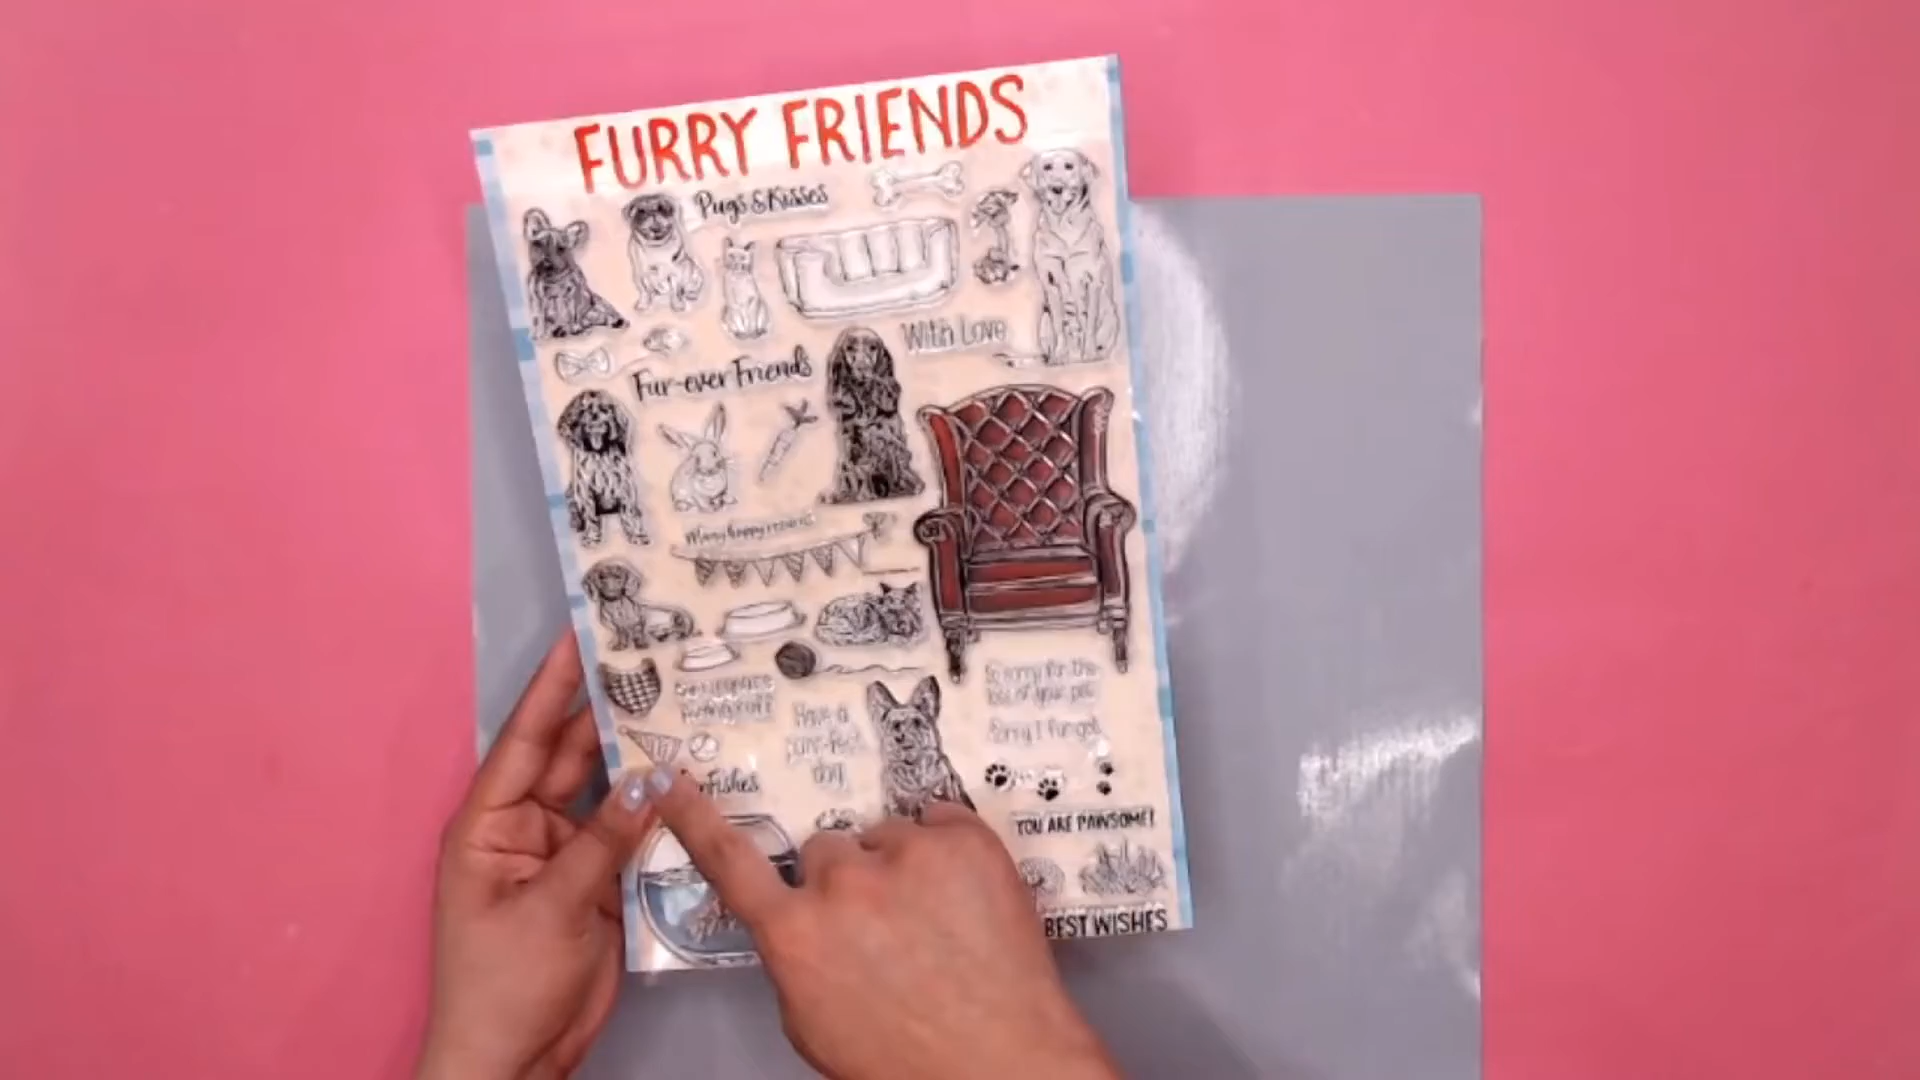 FURRY FRIENDS
Pugs & Kisses
With Love
Fur-ever Friends
Many happy returns
So sorry for the
loss of your pet
Sorry I furgot
Have a
purr-fect
day
YOU ARE PAWSOME!
BEST WISHES